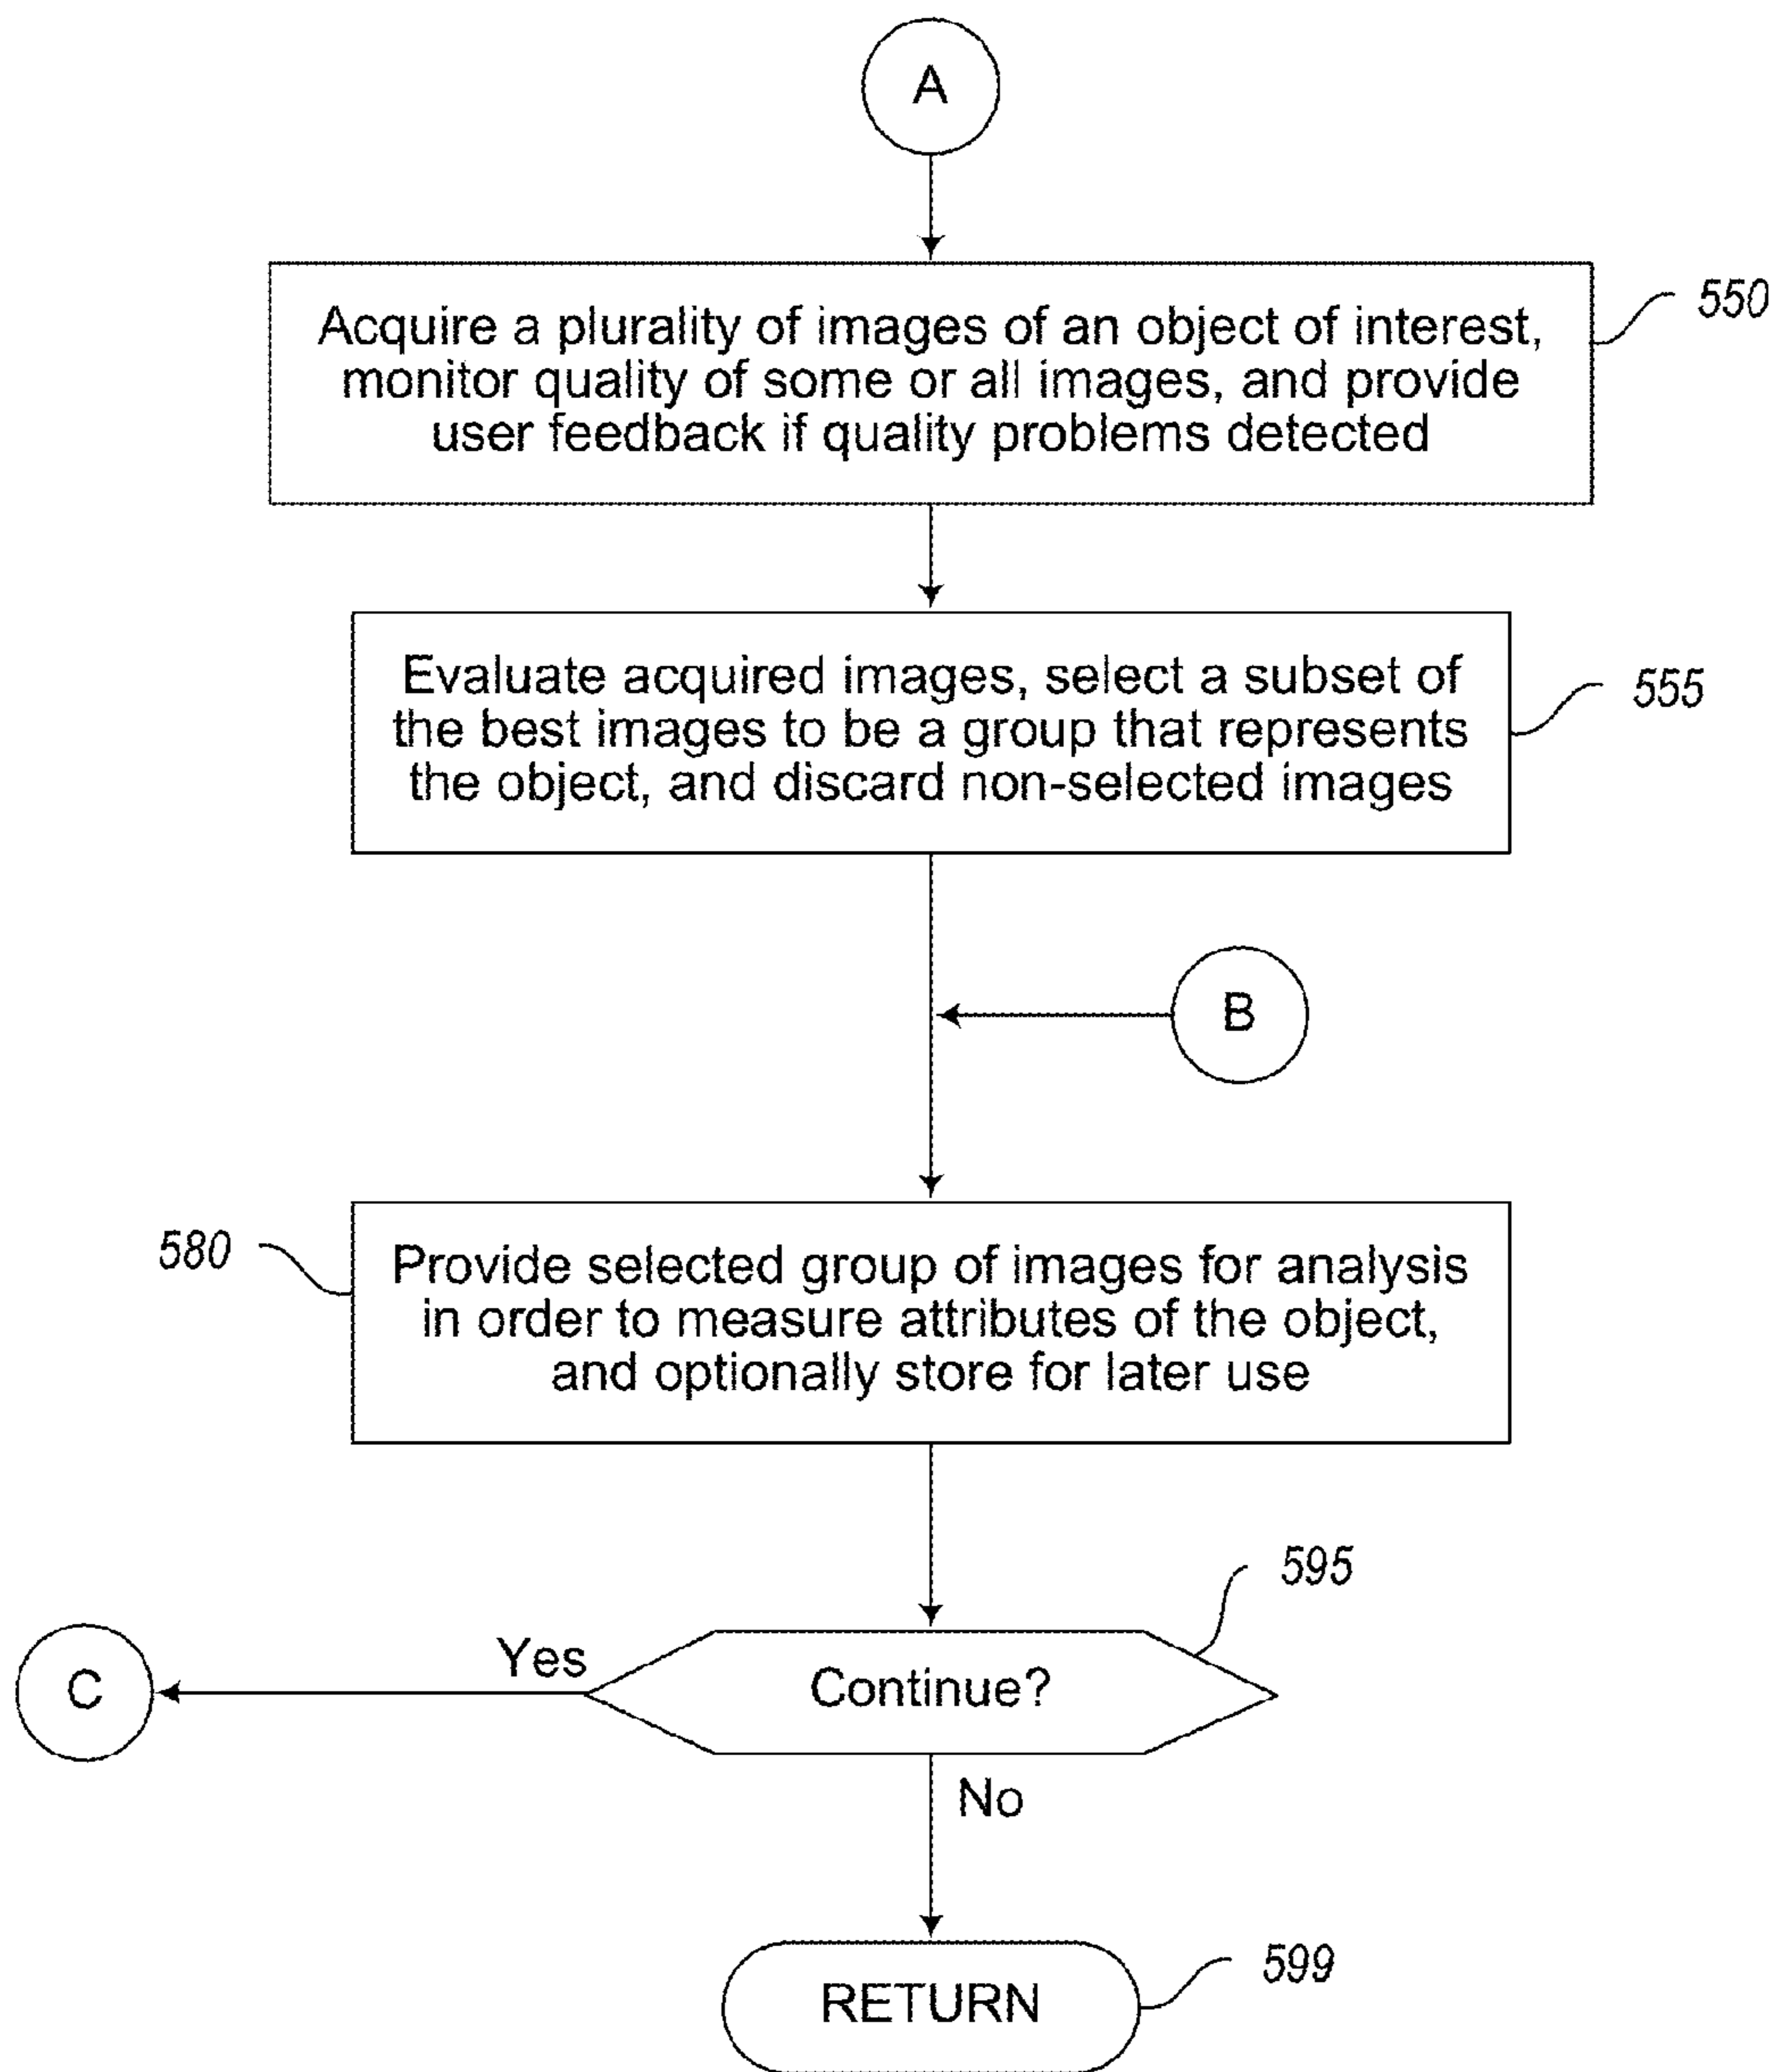 A
Acquire a plurality of images of an object of interest,
monitor quality of some or all images, and provide
user feedback if quality problems detected
550
Evaluate acquired images, select a subset of
the best images to be a group that represents
the object, and discard non-selected images
555
B
580
Provide selected group of images for analysis
in order to measure attributes of the object,
and optionally store for later use
595
C
Yes
Continue?
No
RETURN
599